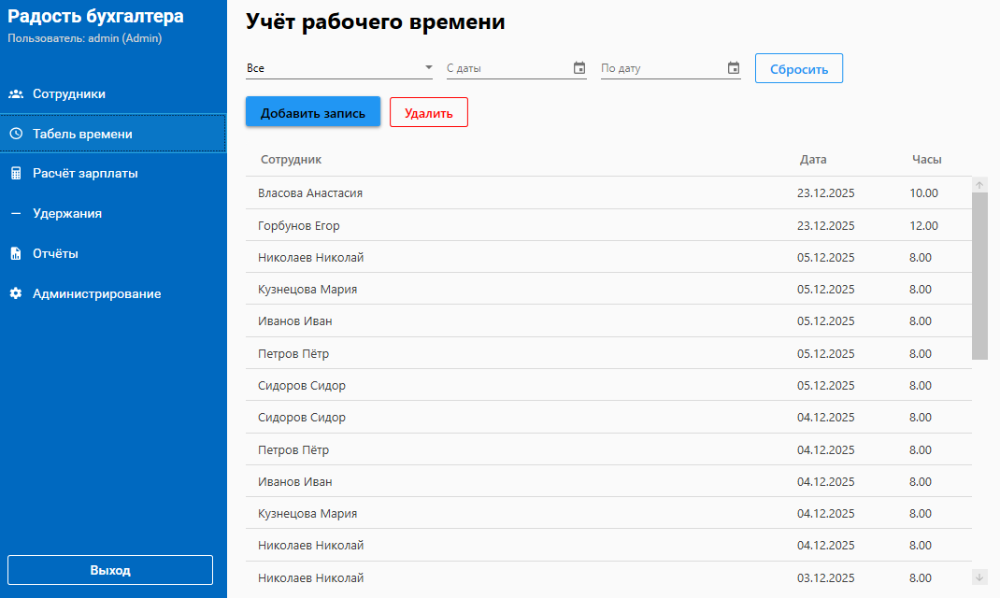 Радость бухгалтера
Пользователь: admin (Admin)
Сотрудники
Табель времени
Расчёт зарплаты
Удержания
Отчёты
Администрирование
Выход
Учёт рабочего времени
Все С даты По дату Сбросить
Добавить запись Удалить
Сотрудник Дата Часы
Власова Анастасия 23.12.2025 10.00
Горбунов Егор 23.12.2025 12.00
Николаев Николай 05.12.2025 8.00
Кузнецова Мария 05.12.2025 8.00
Иванов Иван 05.12.2025 8.00
Петров Пётр 05.12.2025 8.00
Сидоров Сидор 05.12.2025 8.00
Сидоров Сидор 04.12.2025 8.00
Петров Пётр 04.12.2025 8.00
Иванов Иван 04.12.2025 8.00
Кузнецова Мария 04.12.2025 8.00
Николаев Николай 04.12.2025 8.00
Николаев Николай 03.12.2025 8.00